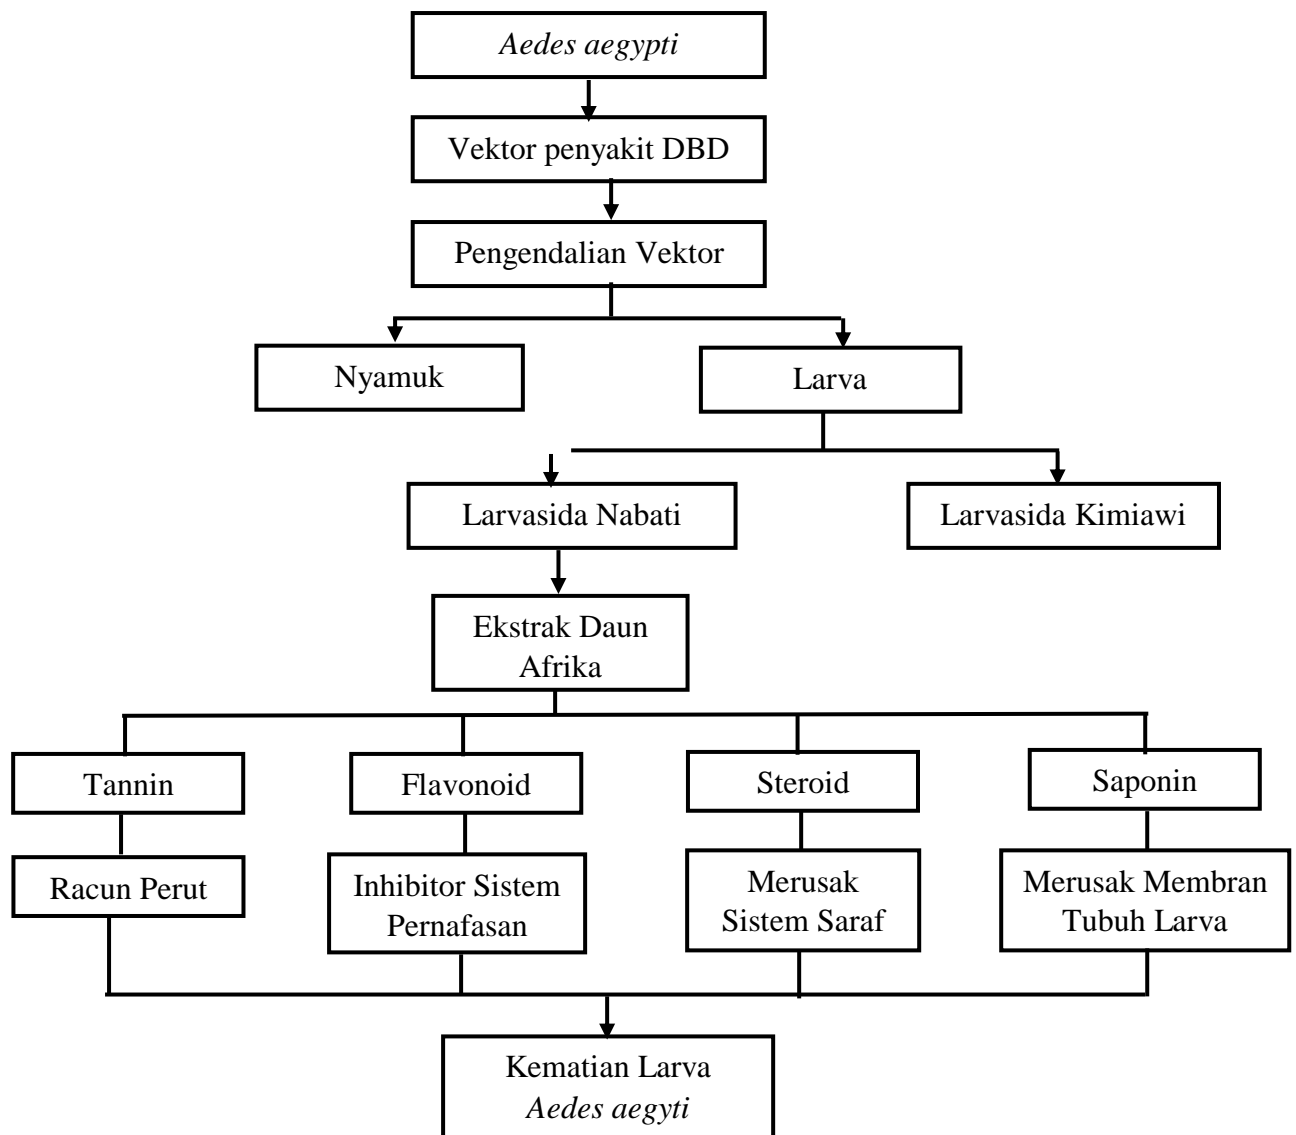 Aedes aegypti
Vektor penyakit DBD
Pengendalian Vektor
Nyamuk
Larva
Larvasida Nabati
Larvasida Kimiawi
Ekstrak Daun
Afrika
Tannin
Flavonoid
Steroid
Saponin
Racun Perut
Inhibitor Sistem
Pernafasan
Merusak
Sistem Saraf
Merusak Membran
Tubuh Larva
Kematian Larva
Aedes aegyti